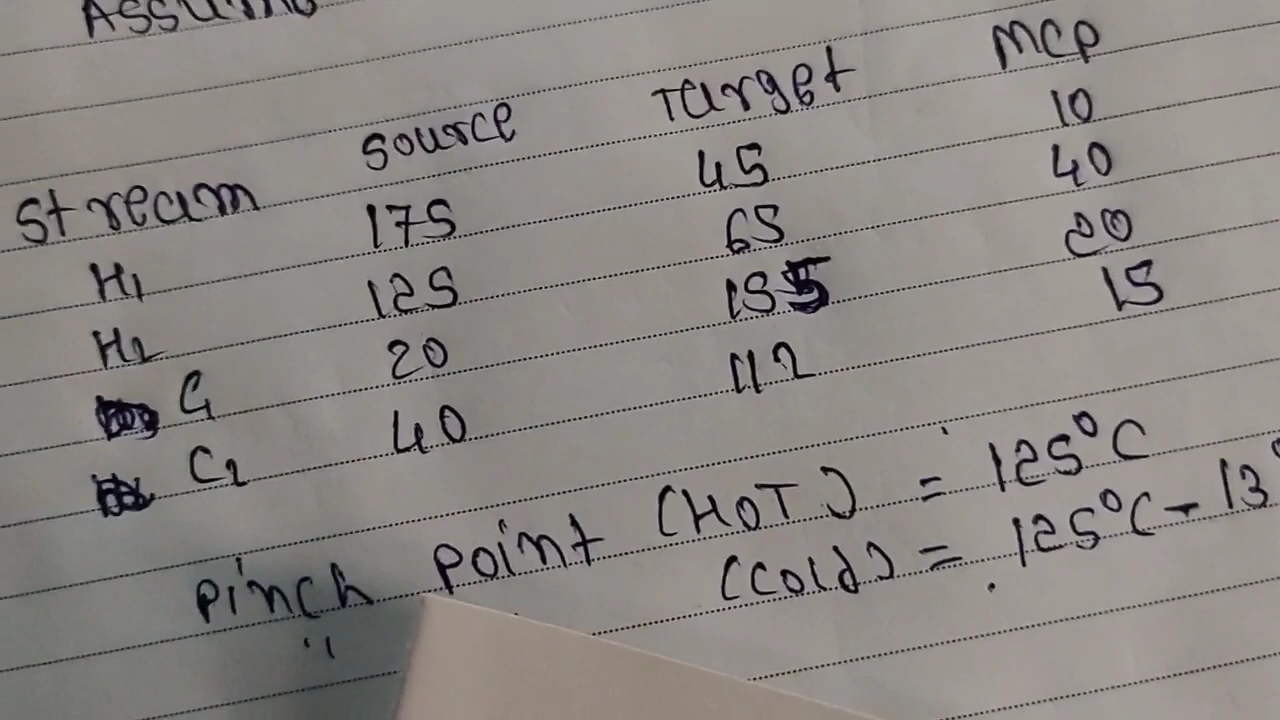 Assume
Stream Source Target MCP
H1 175 45 10
H2 125 65 40
C1 20 155 20
C2 40 112 15
Pinch point (HOT) = 125°C
" (Cold) = 125°C - 13°